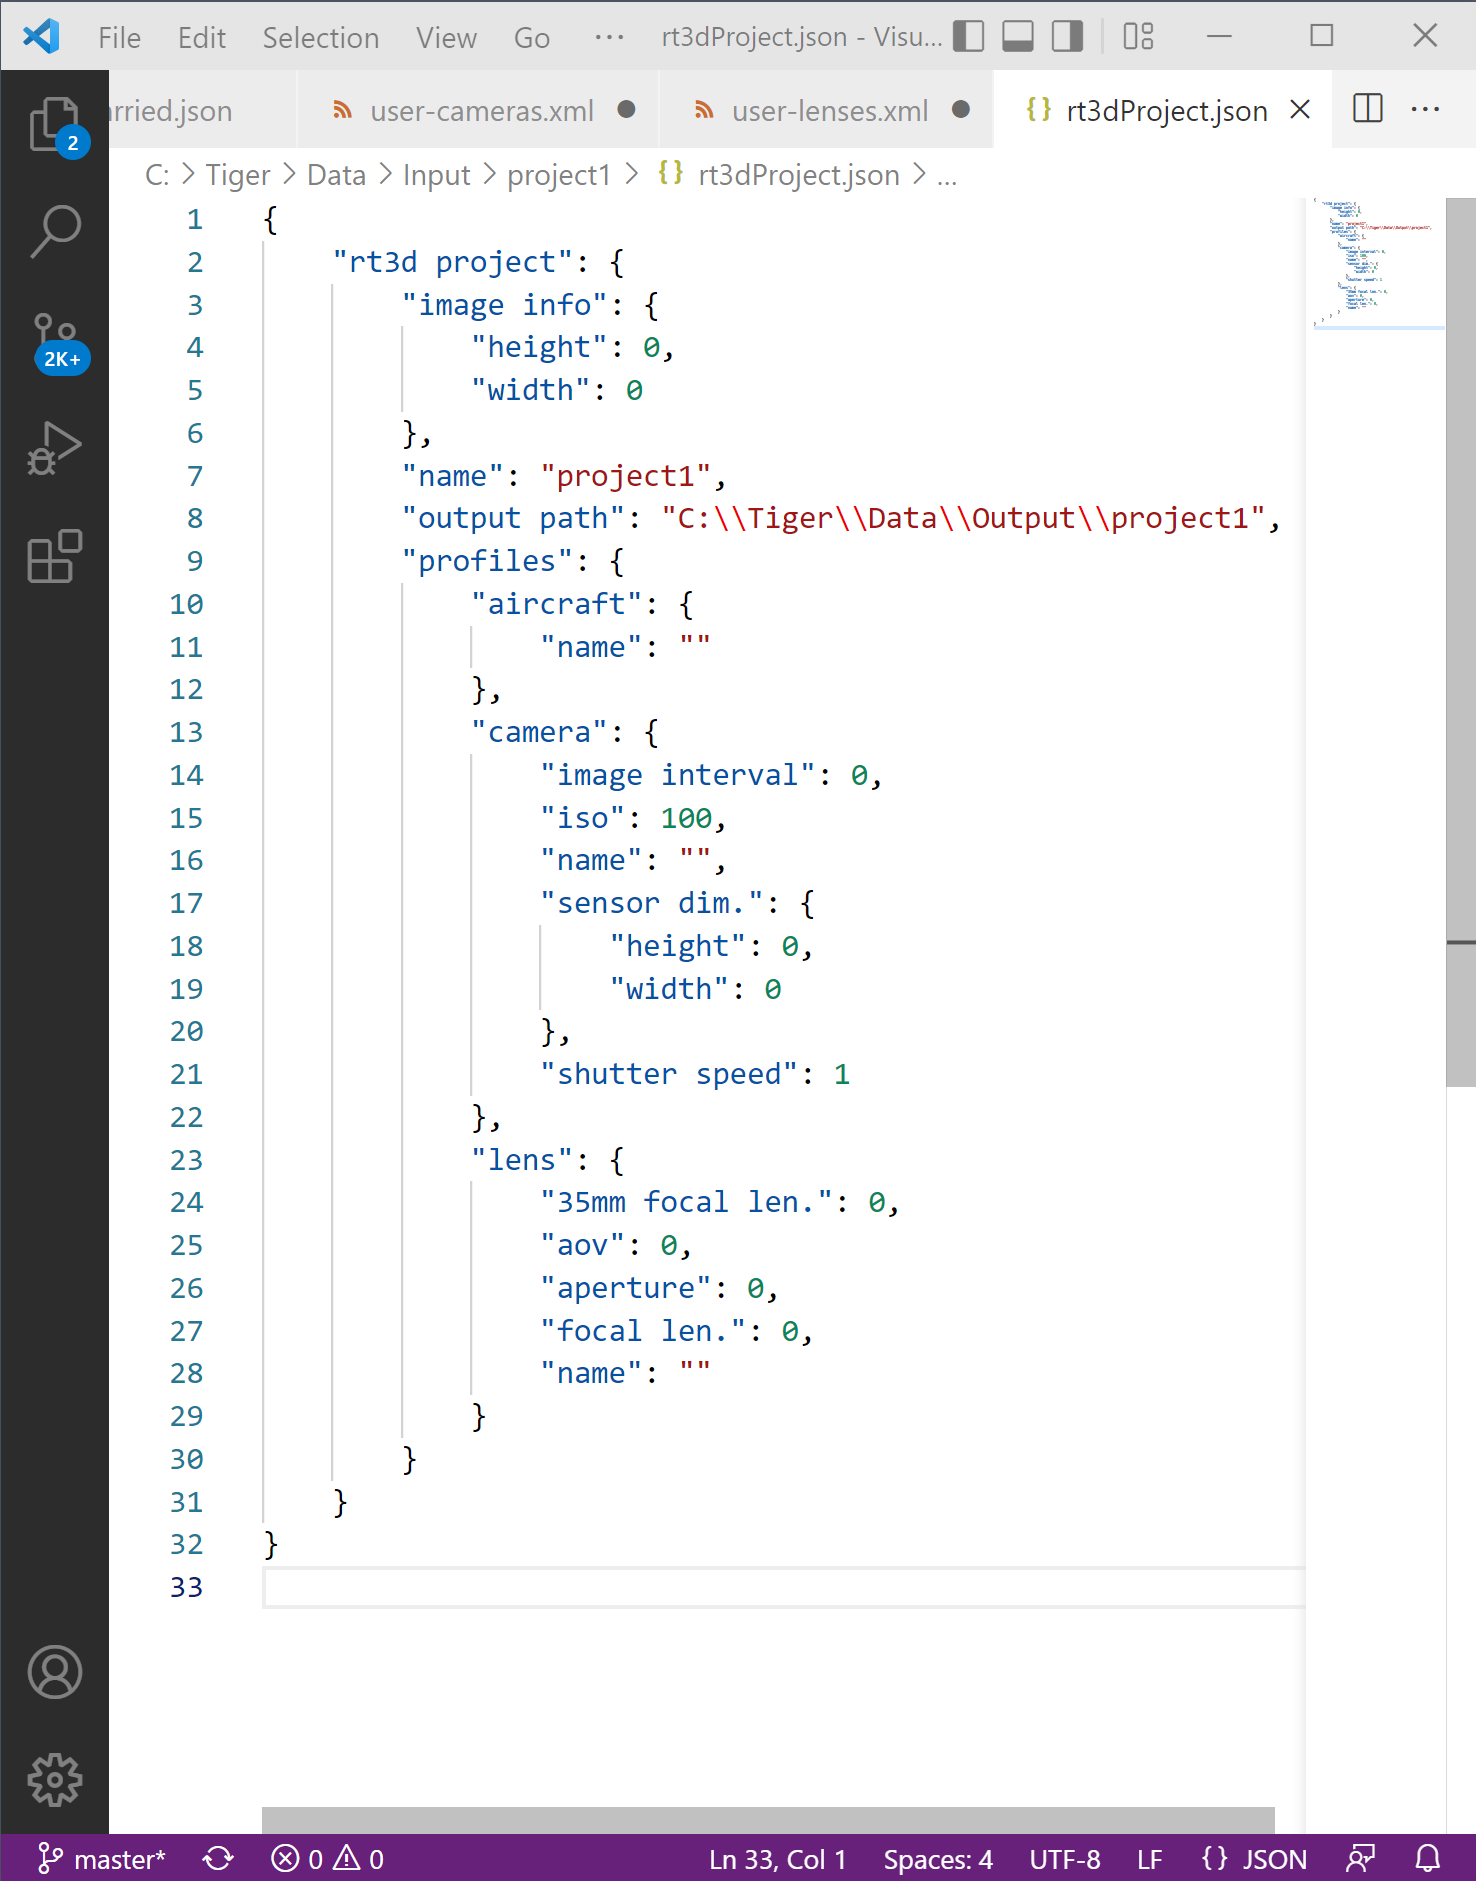 File Edit Selection View Go ··· rt3dProject.json - Visu...
rried.json user-cameras.xml ● user-lenses.xml ● {} rt3dProject.json ···
C: > Tiger > Data > Input > project1 > {} rt3dProject.json > ...
2
2K+
1 {
2     "rt3d project": {
3         "image info": {
4             "height": 0,
5             "width": 0
6         },
7         "name": "project1",
8         "output path": "C:\\Tiger\\Data\\Output\\project1",
9         "profiles": {
10             "aircraft": {
11                 "name": ""
12             },
13             "camera": {
14                 "image interval": 0,
15                 "iso": 100,
16                 "name": "",
17                 "sensor dim.": {
18                     "height": 0,
19                     "width": 0
20                 },
21                 "shutter speed": 1
22             },
23             "lens": {
24                 "35mm focal len.": 0,
25                 "aov": 0,
26                 "aperture": 0,
27                 "focal len.": 0,
28                 "name": ""
29             }
30         }
31     }
32 }
33
master* 0 0 Ln 33, Col 1 Spaces: 4 UTF-8 LF {} JSON